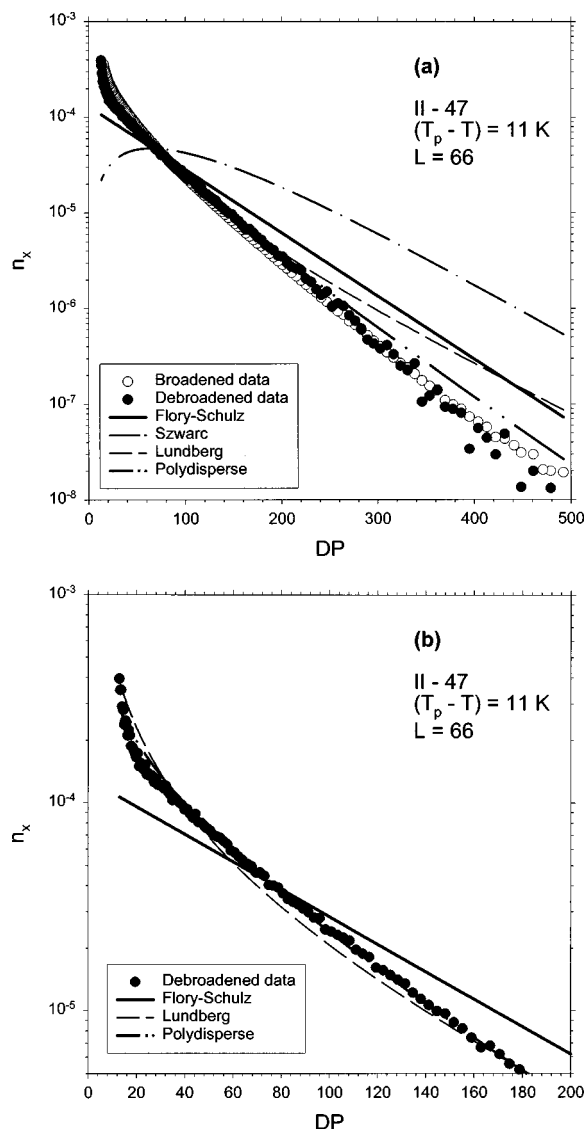 10⁻³
10⁻⁴
10⁻⁵
10⁻⁶
10⁻⁷
10⁻⁸
nₓ
(a)
II - 47
(Tₚ - T) = 11 K
L = 66
Broadened data
Debroadened data
Flory-Schulz
Szwarc
Lundberg
Polydisperse
0 100 200 300 400 500
DP
10⁻³
10⁻⁴
10⁻⁵
nₓ
(b)
II - 47
(Tₚ - T) = 11 K
L = 66
Debroadened data
Flory-Schulz
Lundberg
Polydisperse
0 20 40 60 80 100 120 140 160 180 200
DP